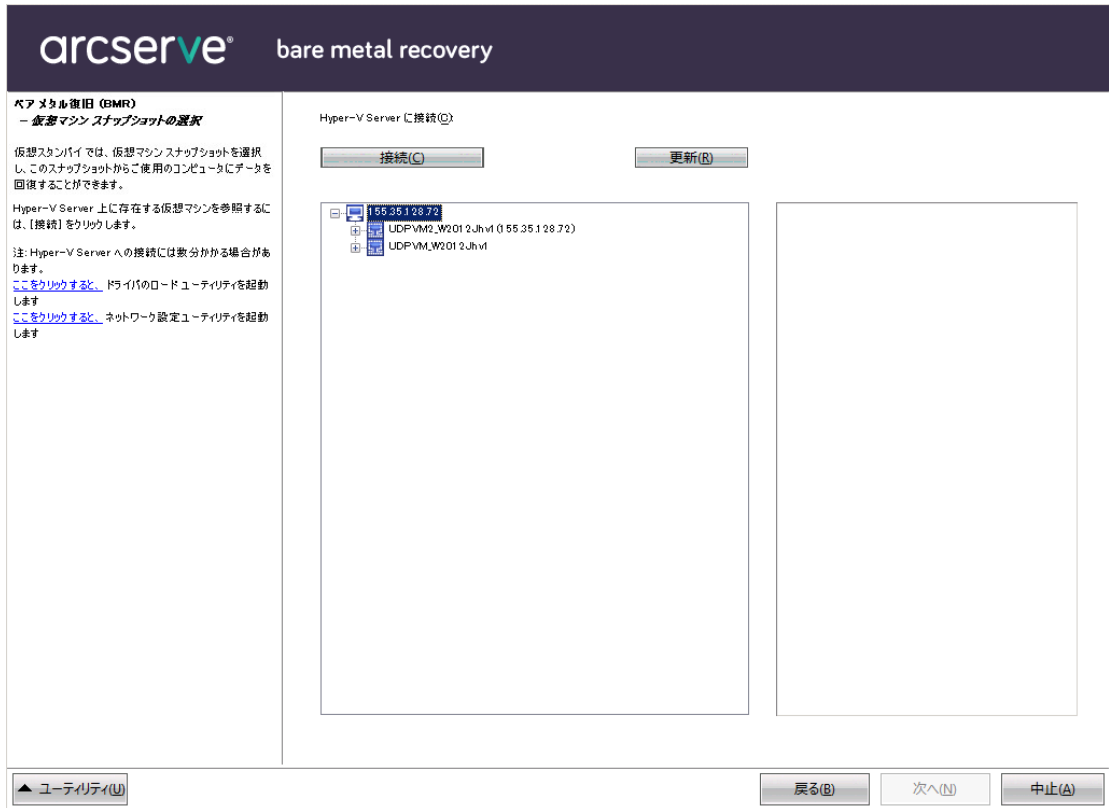 arcserve® bare metal recovery
ベア メタル復旧 (BMR)
- 仮想マシン スナップショットの選択
仮想スタンバイ では、仮想マシン スナップショットを選択
し、このスナップショットからご使用のコンピュータにデータを
回復することができます。
Hyper-V Server 上に存在する仮想マシンを参照するに
は、[接続] をクリックします。
注: Hyper-V Server への接続には数分かかる場合があ
ります。
ここをクリックすると、ドライバのロード ユーティリティを起動
します
ここをクリックすると、ネットワーク設定ユーティリティを起動
します
Hyper-V Server に接続(O):
接続(C)
更新(R)
155.35.128.72
UDPVM2_W2012Jhv1 (155.35.128.72)
UDPVM_W2012Jhv1
▲ ユーティリティ(U)
戻る(B)
次へ(N)
中止(A)